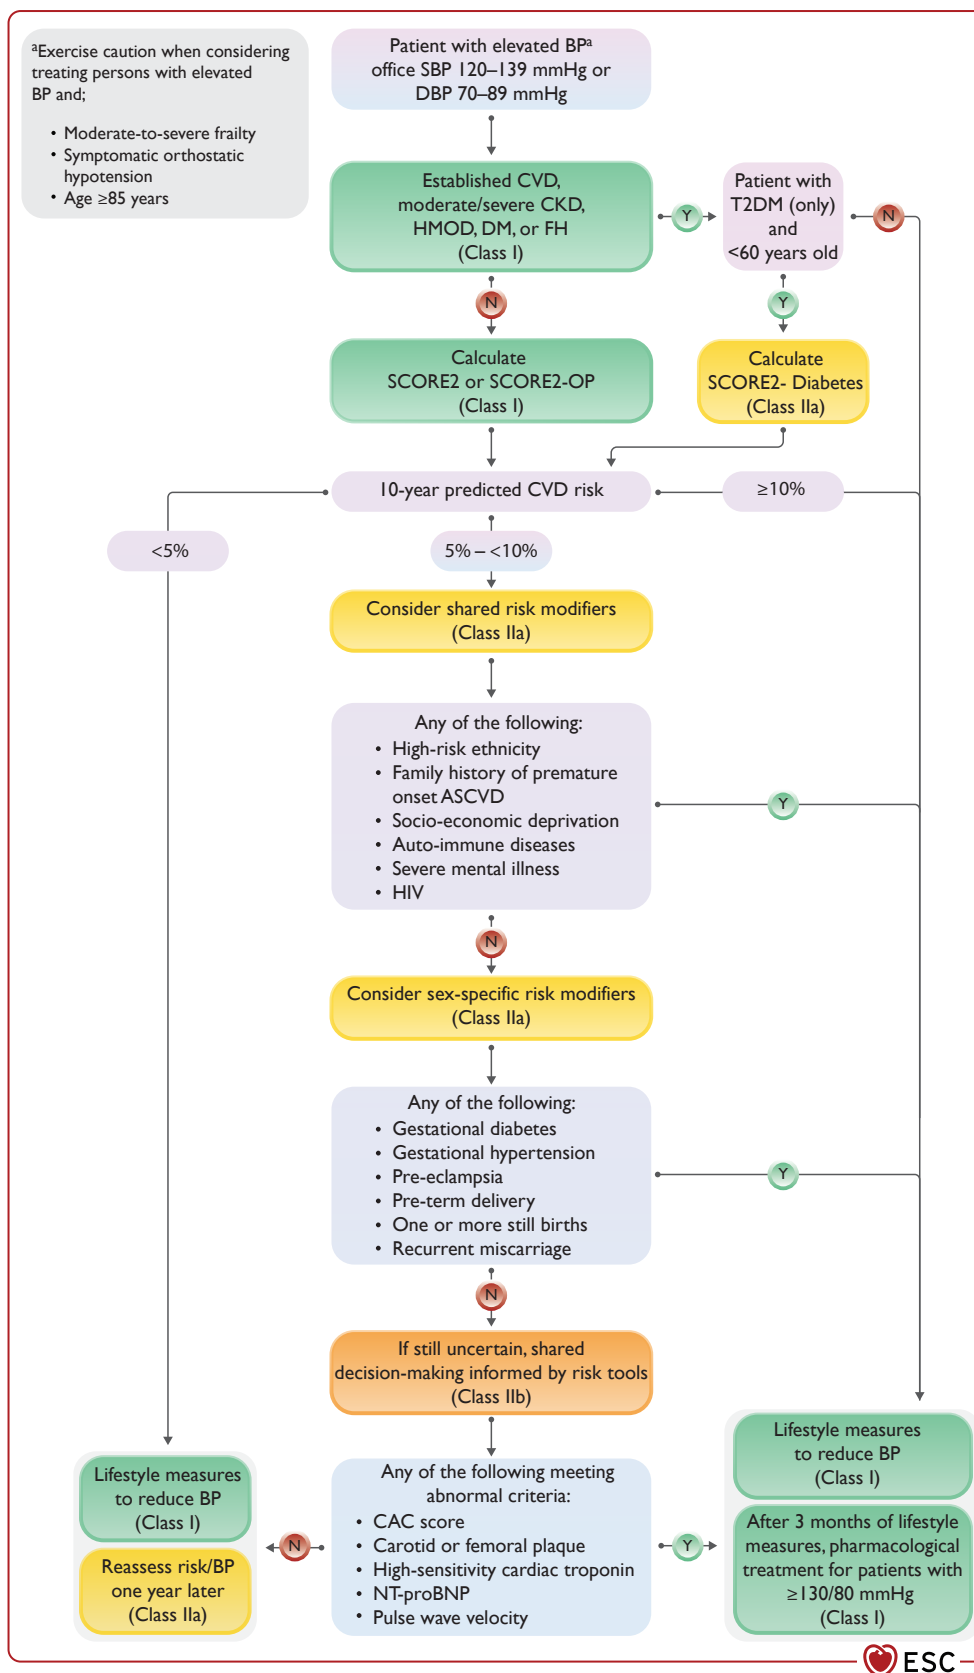 aExercise caution when considering
treating persons with elevated
BP and;
• Moderate-to-severe frailty
• Symptomatic orthostatic
hypotension
• Age ≥85 years
Patient with elevated BPa
office SBP 120–139 mmHg or
DBP 70–89 mmHg
Established CVD,
moderate/severe CKD,
HMOD, DM, or FH
(Class I)
Y
Patient with
T2DM (only)
and
<60 years old
N
N
Y
Calculate
SCORE2 or SCORE2-OP
(Class I)
Calculate
SCORE2- Diabetes
(Class IIa)
10-year predicted CVD risk
≥10%
<5%
5% – <10%
Consider shared risk modifiers
(Class IIa)
Any of the following:
• High-risk ethnicity
• Family history of premature
onset ASCVD
• Socio-economic deprivation
• Auto-immune diseases
• Severe mental illness
• HIV
Y
N
Consider sex-specific risk modifiers
(Class IIa)
Any of the following:
• Gestational diabetes
• Gestational hypertension
• Pre-eclampsia
• Pre-term delivery
• One or more still births
• Recurrent miscarriage
Y
N
If still uncertain, shared
decision-making informed by risk tools
(Class IIb)
Lifestyle measures
to reduce BP
(Class I)
Reassess risk/BP
one year later
(Class IIa)
N
Any of the following meeting
abnormal criteria:
• CAC score
• Carotid or femoral plaque
• High-sensitivity cardiac troponin
• NT-proBNP
• Pulse wave velocity
Y
Lifestyle measures
to reduce BP
(Class I)
After 3 months of lifestyle
measures, pharmacological
treatment for patients with
≥130/80 mmHg
(Class I)
ESC